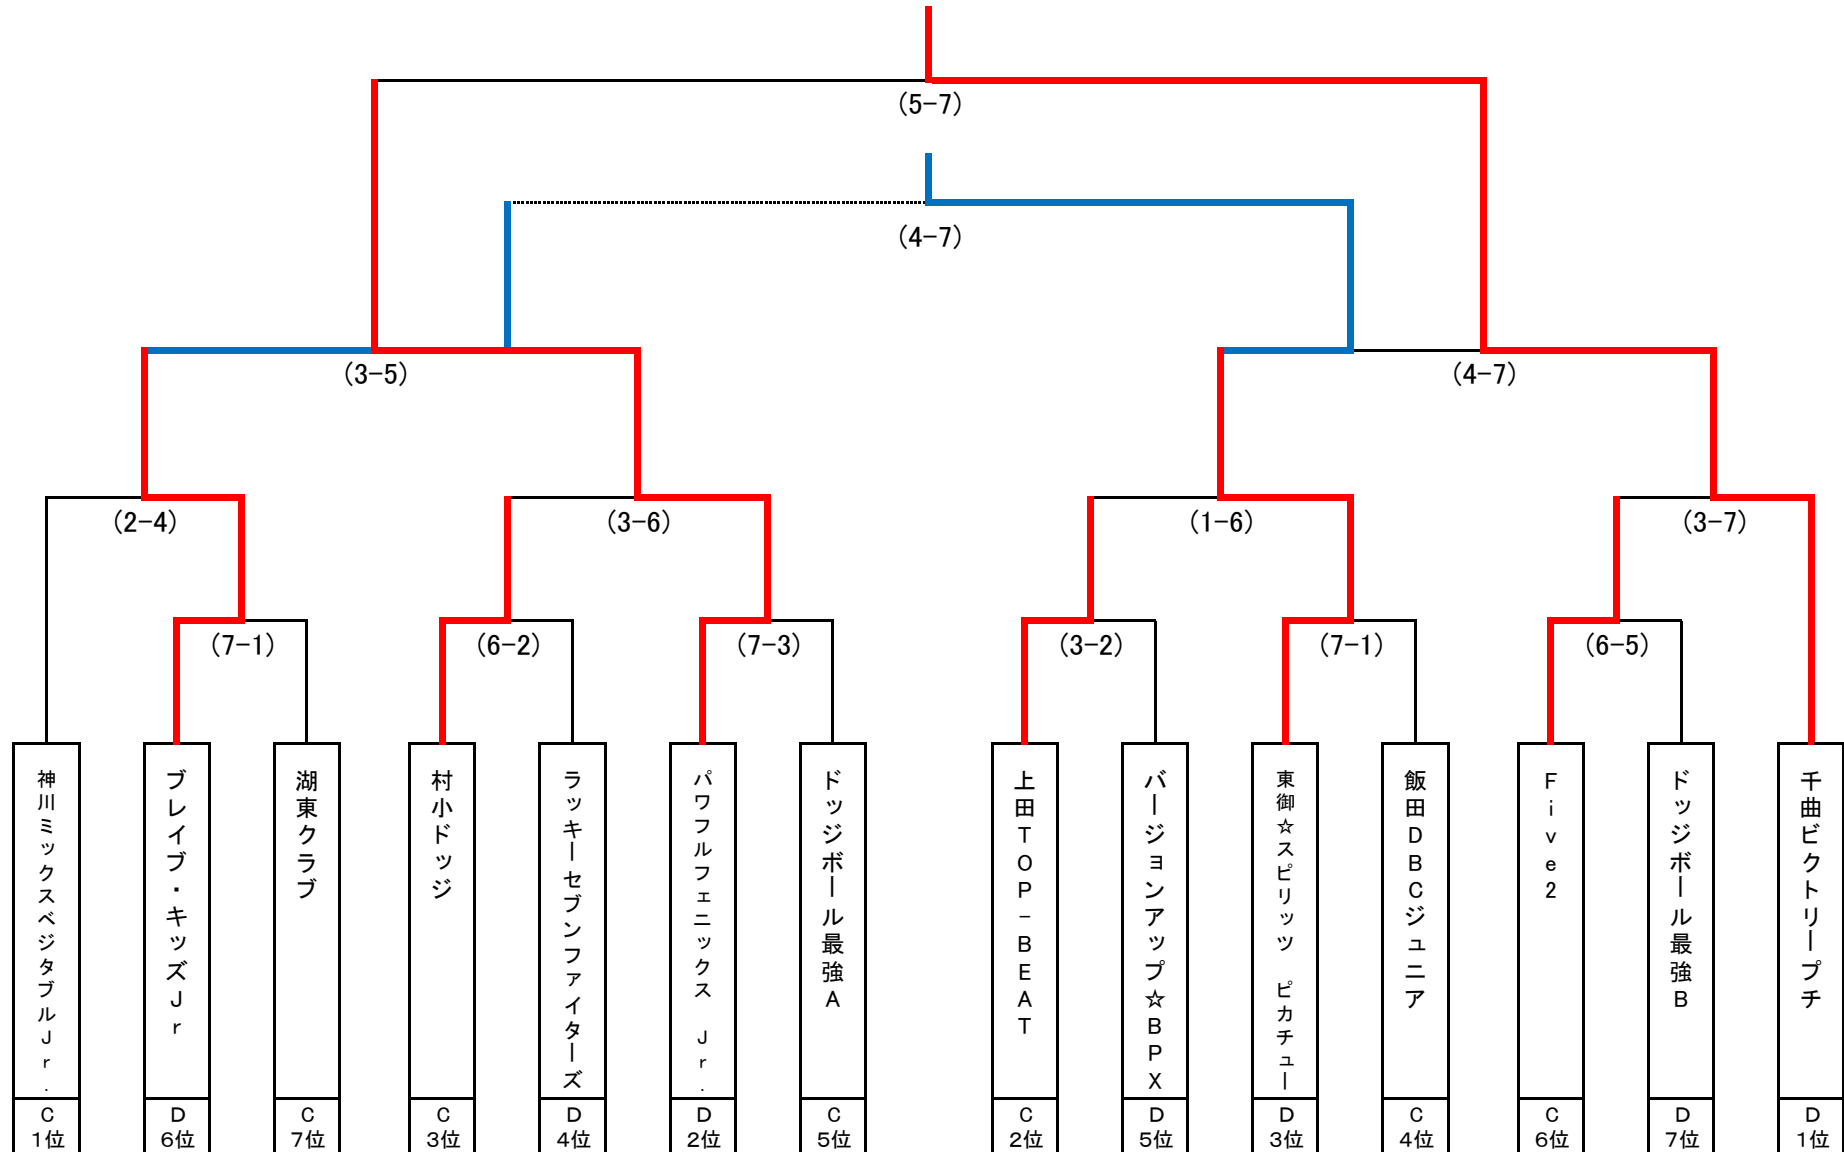 (5-7)
(4-7)
(3-5)
(4-7)
(2-4)
(3-6)
(1-6)
(3-7)
(7-1)
(6-2)
(7-3)
(3-2)
(7-1)
(6-5)
神川ミックスベジタブルJr.
ブレイブ・キッズJr
湖東クラブ
村小ドッジ
ラッキーセブンファイターズ
パワフルフェニックス Jr.
ドッジボール最強A
上田TOP-BEAT
バージョンアップ☆BPX
東御☆スピリッツ ピカチュー
飯田DBCジュニア
Five2
ドッジボール最強B
千曲ビクトリープチ
C
1位
D
6位
C
7位
C
3位
D
4位
D
2位
C
5位
C
2位
D
5位
D
3位
C
4位
C
6位
D
7位
D
1位